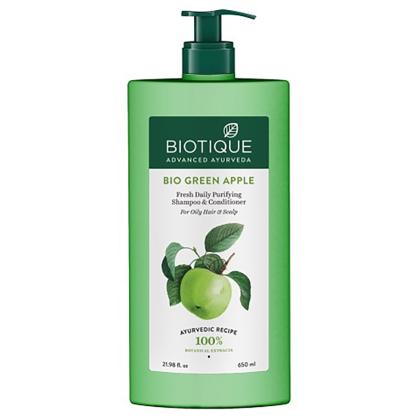 BIOTIQUE
ADVANCED AYURVEDA
BIO GREEN APPLE
Fresh Daily Purifying
Shampoo & Conditioner
For Oily Hair & Scalp
AYURVEDIC RECIPE
100%
BOTANICAL EXTRACTS
21.98 fl. oz 650 ml